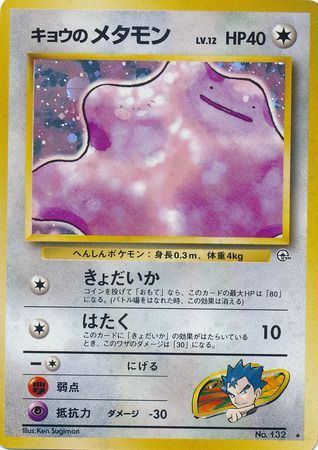 キョウのメタモン LV.12 HP40
へんしんポケモン：身長0.3m、体重4kg
きょだいか
コインを投げて「おもて」なら、このカードの最大HPは「80」
になる。(バトル場をはなれた時、この効果は消える)
はたく 10
このカードに「きょだいか」の効果がはたらいている
とき、このワザのダメージは「30」になる。
にげる
弱点
抵抗力 ダメージ -30
Illus. Ken Sugimori
No. 132 ★